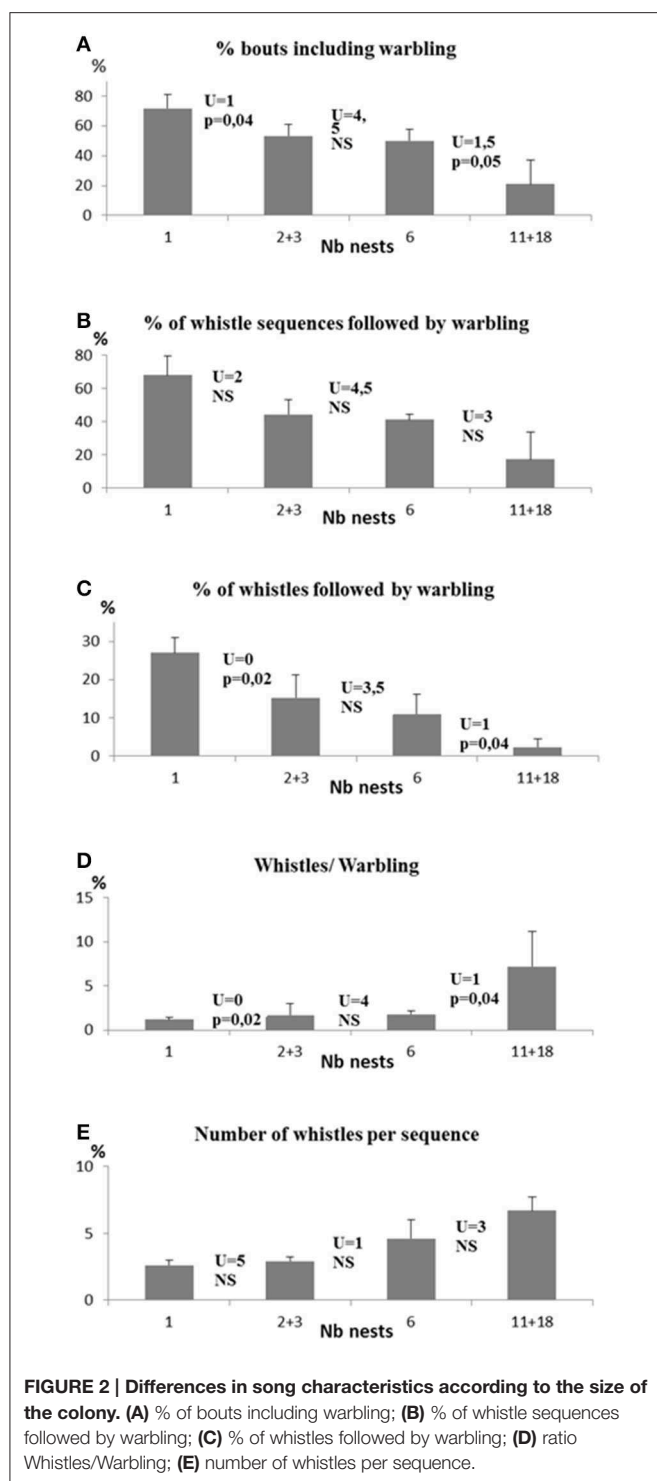 A
% bouts including warbling
%
80
60
40
20
0
U=1
p=0,04
U=4,
5
NS
U=1,5
p=0,05
1
2+3
6
11+18
Nb nests
B
% of whistle sequences followed by warbling
%
80
60
40
20
0
U=2
NS
U=4,5
NS
U=3
NS
1
2+3
6
11+18
Nb nests
C
% of whistles followed by warbling
%
30
20
10
0
U=0
p=0,02
U=3,5
NS
U=1
p=0,04
1
2+3
6
11+18
Nb nests
D
Whistles/ Warbling
%
15
10
5
0
U=0
p=0,02
U=4
NS
U=1
p=0,04
1
2+3
6
11+18
Nb nests
E
Number of whistles per sequence
%
10
5
0
U=5
NS
U=1
NS
U=3
NS
1
2+3
6
11+18
Nb nests
FIGURE 2 | Differences in song characteristics according to the size of
the colony. (A) % of bouts including warbling; (B) % of whistle sequences
followed by warbling; (C) % of whistles followed by warbling; (D) ratio
Whistles/Warbling; (E) number of whistles per sequence.